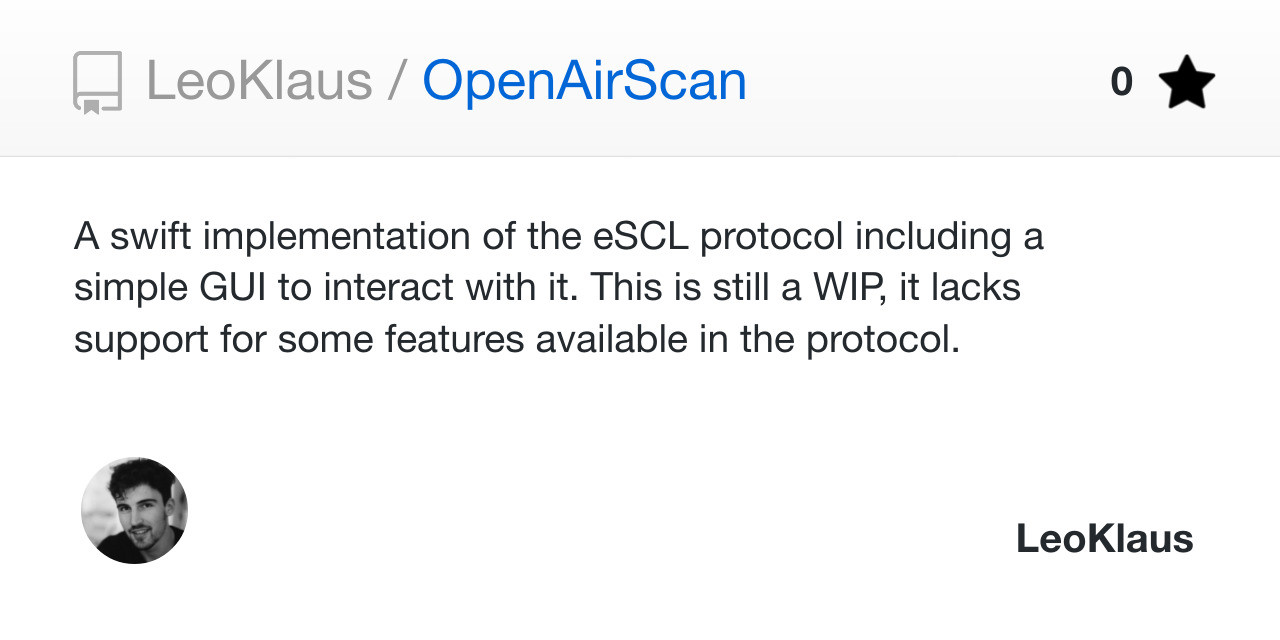 LeoKlaus / OpenAirScan
0
A swift implementation of the eSCL protocol including a
simple GUI to interact with it. This is still a WIP, it lacks
support for some features available in the protocol.
LeoKlaus